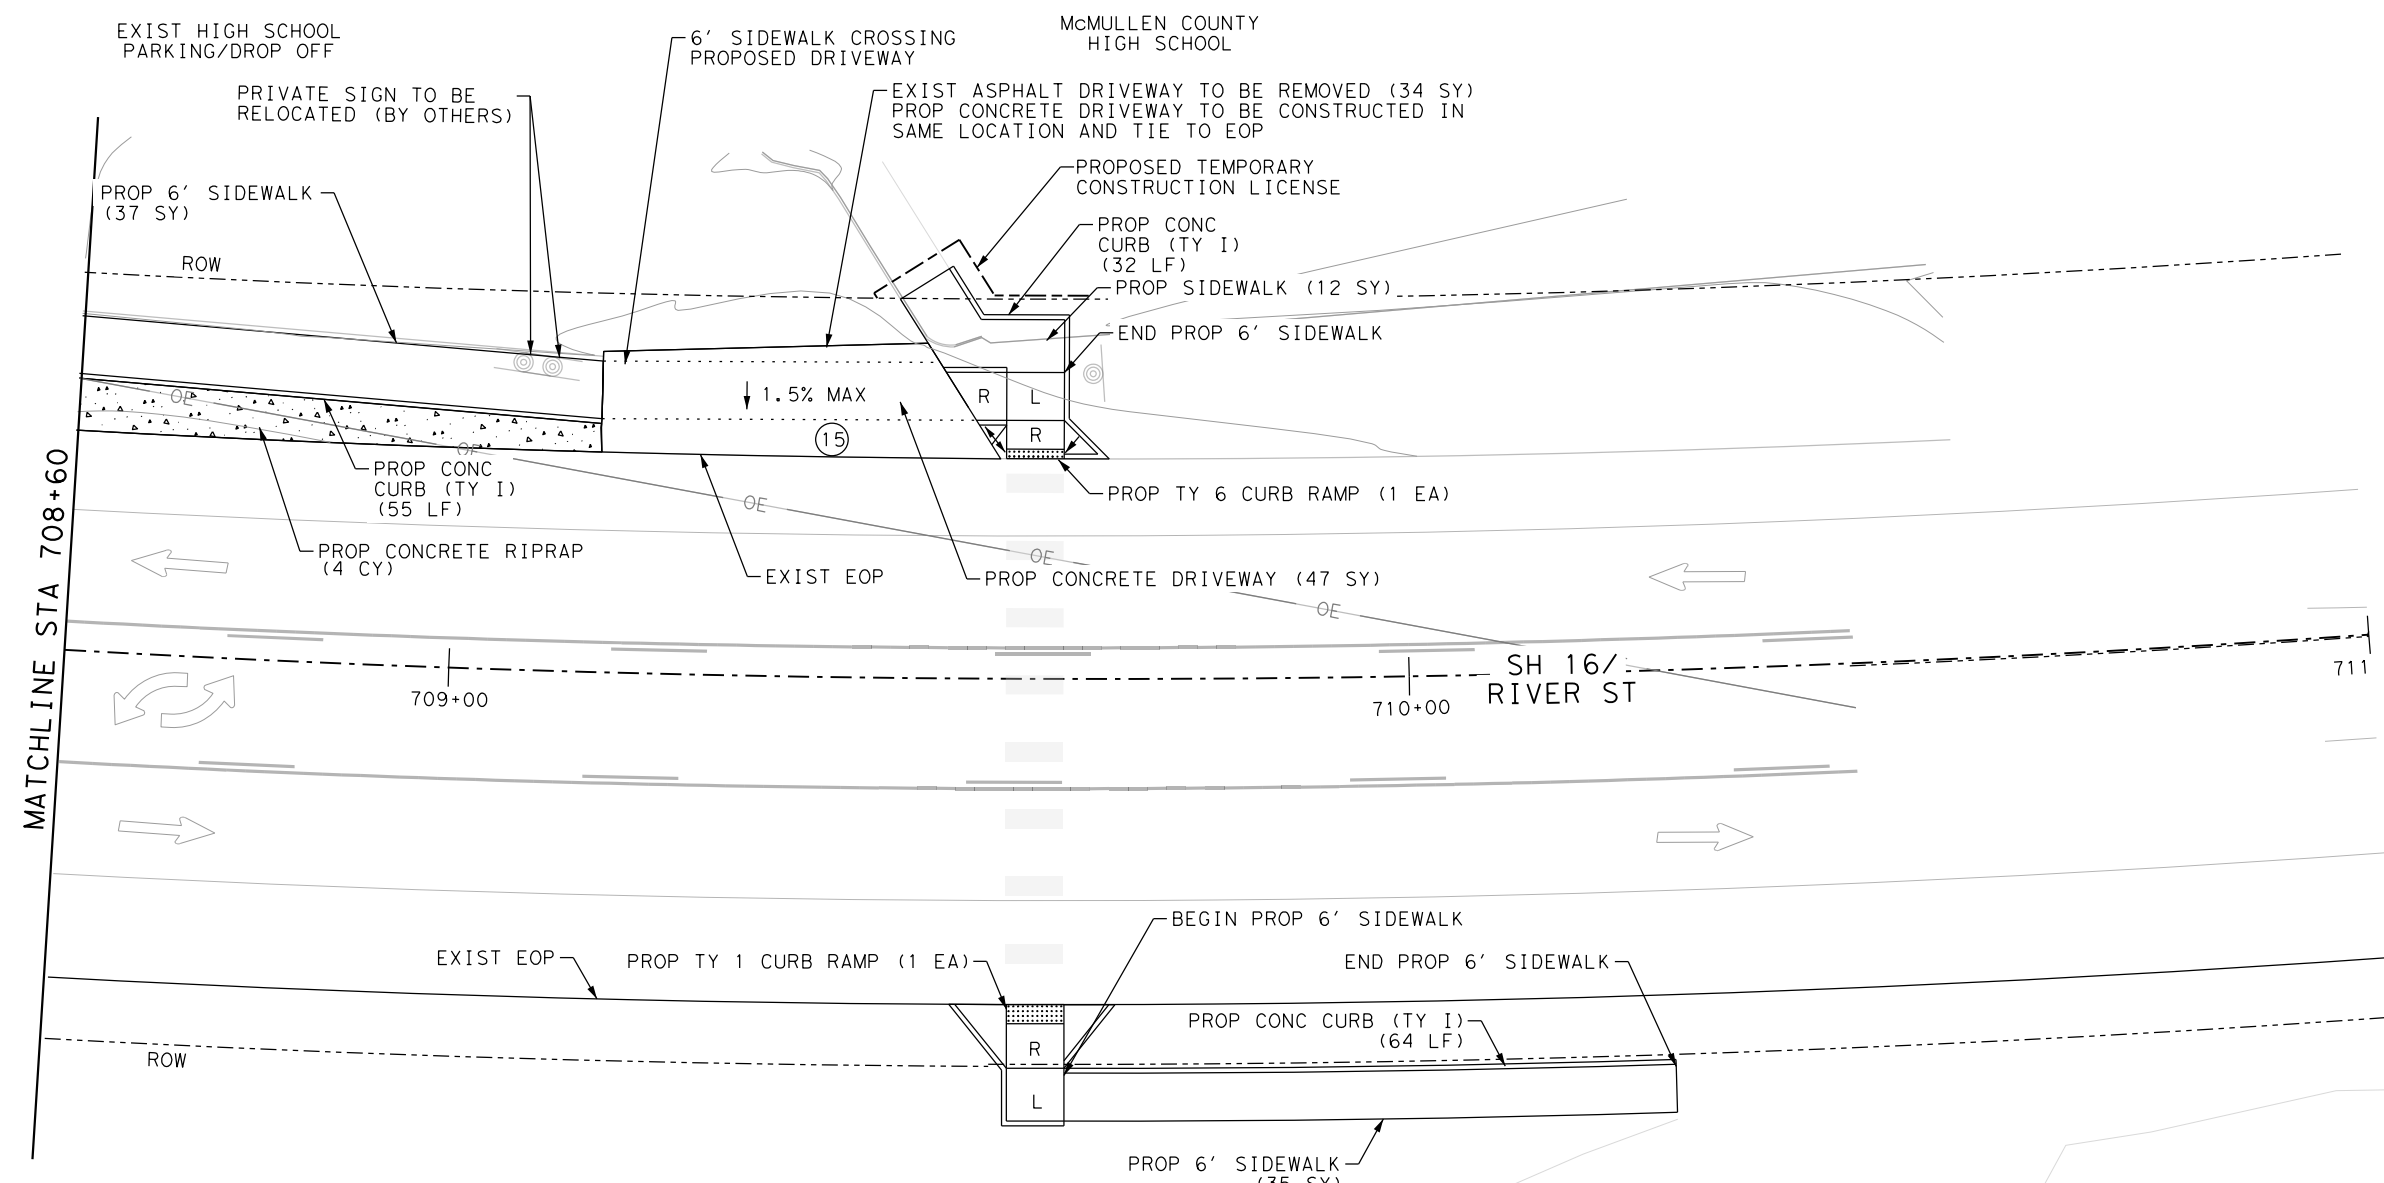 EXIST HIGH SCHOOL
PARKING/DROP OFF
6' SIDEWALK CROSSING
PROPOSED DRIVEWAY
McMULLEN COUNTY
HIGH SCHOOL
PRIVATE SIGN TO BE
RELOCATED (BY OTHERS)
EXIST ASPHALT DRIVEWAY TO BE REMOVED (34 SY)
PROP CONCRETE DRIVEWAY TO BE CONSTRUCTED IN
SAME LOCATION AND TIE TO EOP
PROPOSED TEMPORARY
CONSTRUCTION LICENSE
PROP 6' SIDEWALK
(37 SY)
PROP CONC
CURB (TY I)
(32 LF)
ROW
PROP SIDEWALK (12 SY)
END PROP 6' SIDEWALK
OE
1.5% MAX
R
L
R
15
OE
PROP CONC
CURB (TY I)
(55 LF)
PROP TY 6 CURB RAMP (1 EA)
OE
PROP CONCRETE RIPRAP
(4 CY)
OE
EXIST EOP
PROP CONCRETE DRIVEWAY (47 SY)
OE
MATCHLINE STA 708+60
709+00
710+00
SH 16/
RIVER ST
711
BEGIN PROP 6' SIDEWALK
EXIST EOP
PROP TY 1 CURB RAMP (1 EA)
END PROP 6' SIDEWALK
PROP CONC CURB (TY I)
(64 LF)
ROW
R
L
PROP 6' SIDEWALK
(35 SY)